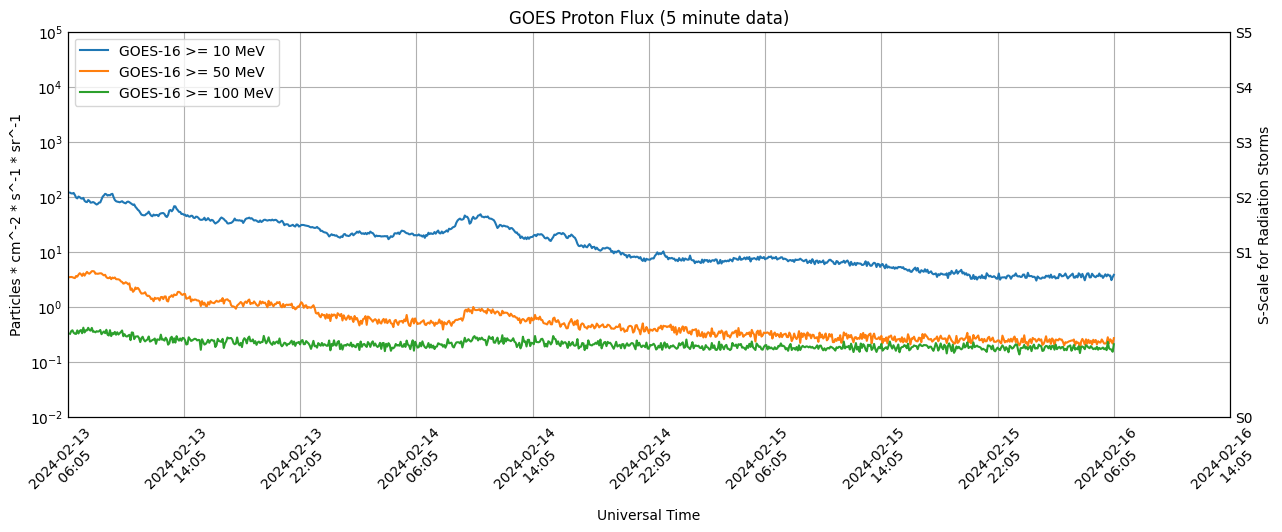 GOES Proton Flux (5 minute data)
GOES-16 >= 10 MeV
GOES-16 >= 50 MeV
GOES-16 >= 100 MeV
Particles * cm^-2 * s^-1 * sr^-1
10^5
10^4
10^3
10^2
10^1
10^0
10^-1
10^-2
S5
S4
S3
S2
S1
S0
S-Scale for Radiation Storms
2024-02-13
06:05
2024-02-13
14:05
2024-02-13
22:05
2024-02-14
06:05
2024-02-14
14:05
2024-02-14
22:05
2024-02-15
06:05
2024-02-15
14:05
2024-02-15
22:05
2024-02-16
06:05
2024-02-16
14:05
Universal Time